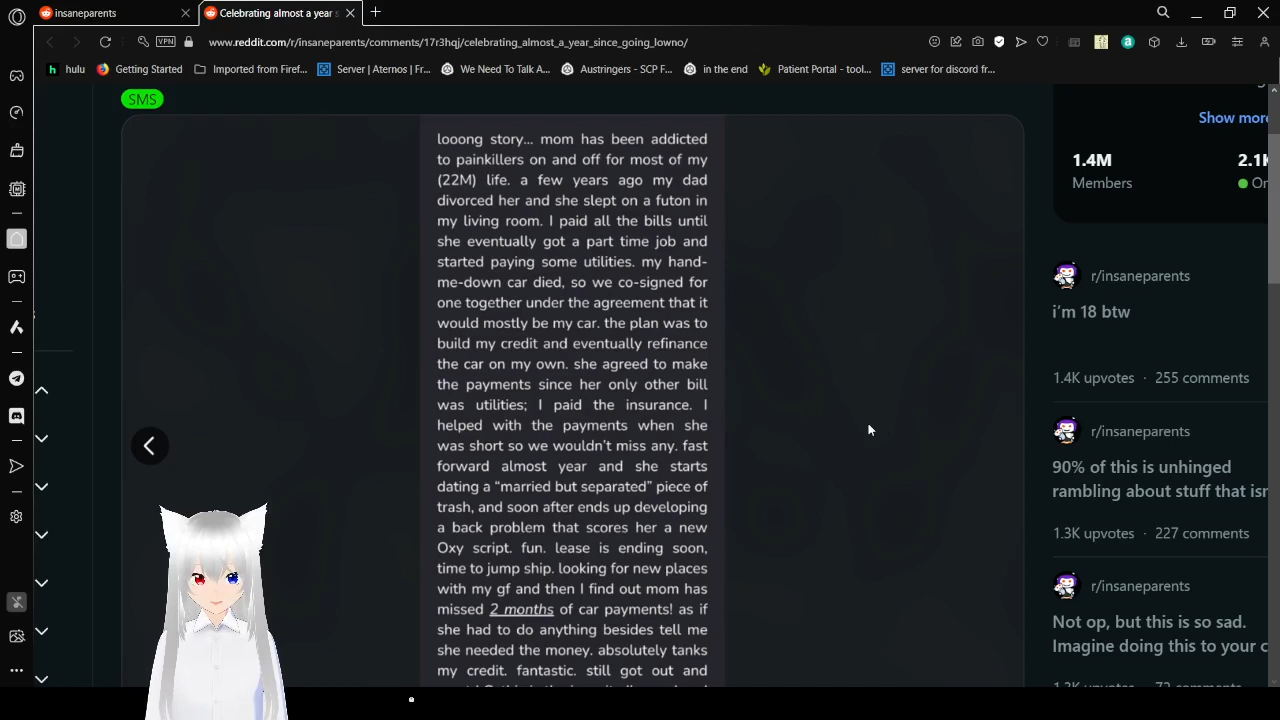 insaneparents
Celebrating almost a year s
VPN
www.reddit.com/r/insaneparents/comments/17r3hqj/celebrating_almost_a_year_since_going_lowno/
hulu
Getting Started
Imported from Firef...
Server | Aternos | Fr...
We Need To Talk A...
Austringers - SCP F...
in the end
Patient Portal - tool...
server for discord fr...
SMS
looong story... mom has been addicted
to painkillers on and off for most of my
(22M) life. a few years ago my dad
divorced her and she slept on a futon in
my living room. I paid all the bills until
she eventually got a part time job and
started paying some utilities. my hand-
me-down car died, so we co-signed for
one together under the agreement that it
would mostly be my car. the plan was to
build my credit and eventually refinance
the car on my own. she agreed to make
the payments since her only other bill
was utilities; I paid the insurance. I
helped with the payments when she
was short so we wouldn't miss any. fast
forward almost year and she starts
dating a “married but separated” piece of
trash, and soon after ends up developing
a back problem that scores her a new
Oxy script. fun. lease is ending soon,
time to jump ship. looking for new places
with my gf and then I find out mom has
missed 2 months of car payments! as if
she had to do anything besides tell me
she needed the money. absolutely tanks
my credit. fantastic. still got out and
Show more
1.4M
2.1K
Members
On
r/insaneparents
i'm 18 btw
1.4K upvotes · 255 comments
r/insaneparents
90% of this is unhinged
rambling about stuff that isn
1.3K upvotes · 227 comments
r/insaneparents
Not op, but this is so sad.
Imagine doing this to your c